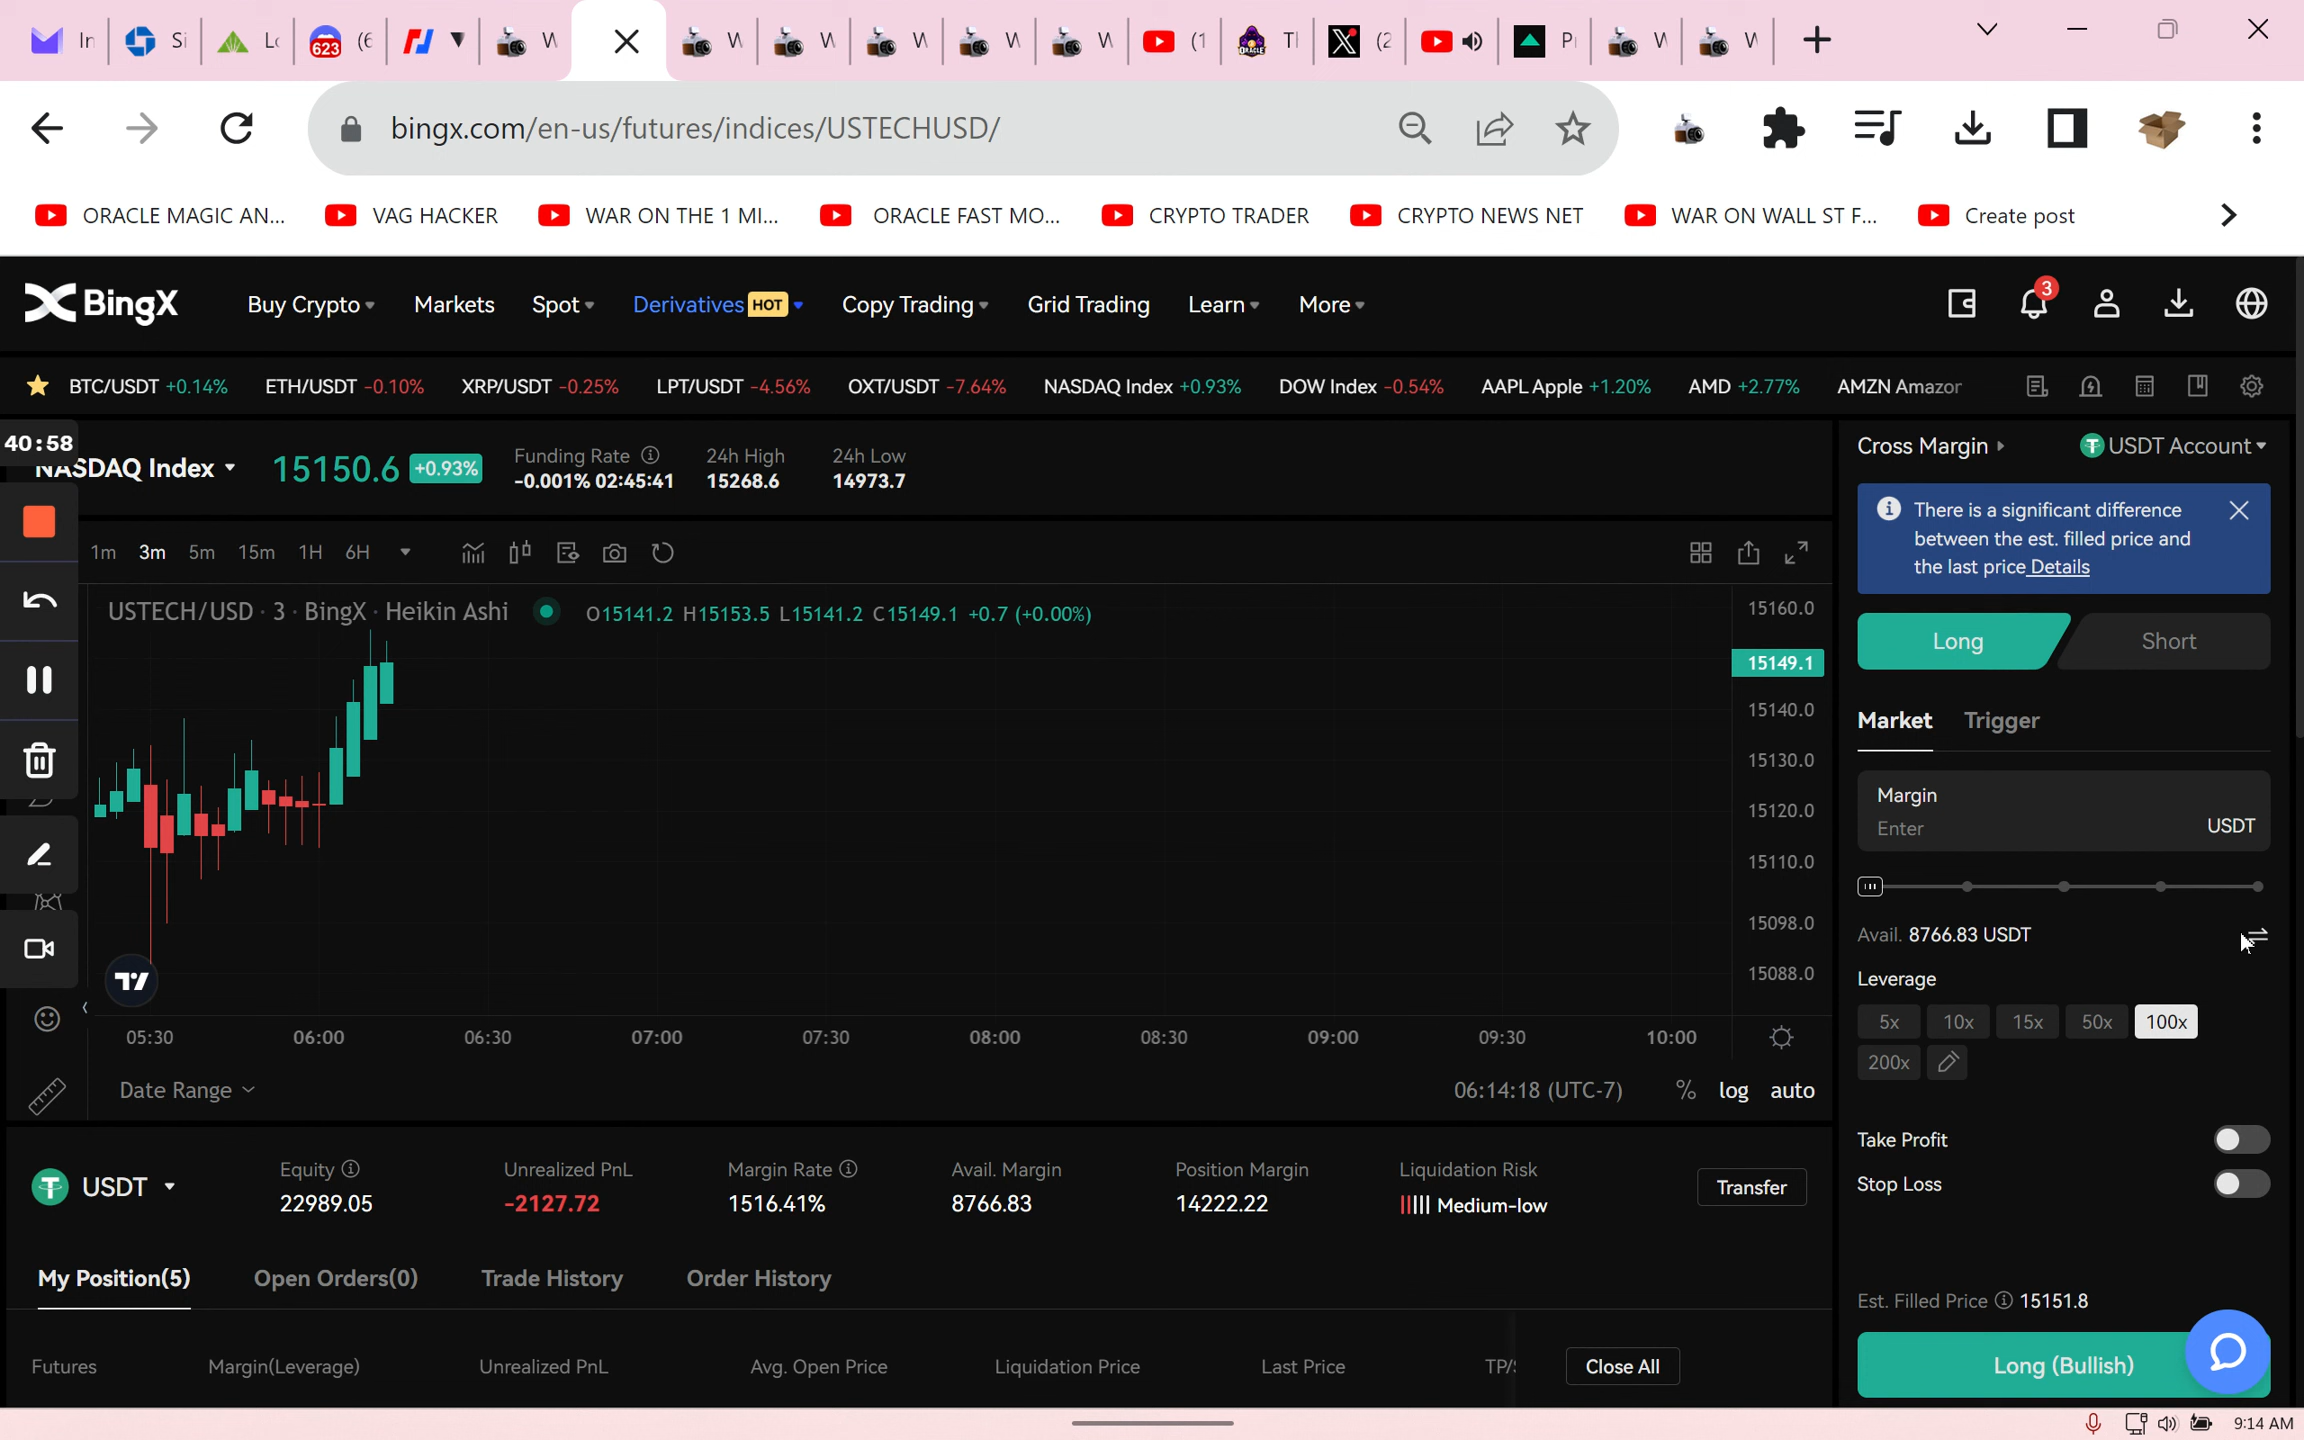 In
Si
623
W
W
W
W
W
W
(1
ORACLE
(2
W
W
bingx.com/en-us/futures/indices/USTECHUSD/
ORACLE MAGIC AN... VAG HACKER WAR ON THE 1 MI... ORACLE FAST MO... CRYPTO TRADER CRYPTO NEWS NET WAR ON WALL ST F... Create post
BingX Buy Crypto Markets Spot Derivatives HOT Copy Trading Grid Trading Learn More 3
BTC/USDT +0.14% ETH/USDT -0.10% XRP/USDT -0.25% LPT/USDT -4.56% OXT/USDT -7.64% NASDAQ Index +0.93% DOW Index -0.54% AAPL Apple +1.20% AMD +2.77% AMZN Amazor
40:58
NASDAQ Index 15150.6 +0.93%
Funding Rate 24h High 24h Low
-0.001% 02:45:41 15268.6 14973.7
1m 3m 5m 15m 1H 6H
USTECH/USD · 3 · BingX · Heikin Ashi O15141.2 H15153.5 L15141.2 C15149.1 +0.7 (+0.00%)
15160.0
15149.1
15140.0
15130.0
15120.0
15110.0
15098.0
15088.0
05:30 06:00 06:30 07:00 07:30 08:00 08:30 09:00 09:30 10:00
Date Range 06:14:18 (UTC-7) % log auto
USDT
Equity Unrealized PnL Margin Rate Avail. Margin Position Margin Liquidation Risk
22989.05 -2127.72 1516.41% 8766.83 14222.22 Medium-low
Transfer
My Position(5) Open Orders(0) Trade History Order History
Futures Margin(Leverage) Unrealized PnL Avg. Open Price Liquidation Price Last Price Close All
Cross Margin USDT Account
There is a significant difference
between the est. filled price and
the last price Details
Long Short
Market Trigger
Margin
Enter USDT
Avail. 8766.83 USDT
Leverage
5x 10x 15x 50x 100x
200x
Take Profit
Stop Loss
Est. Filled Price 15151.8
Long (Bullish)
9:14 AM